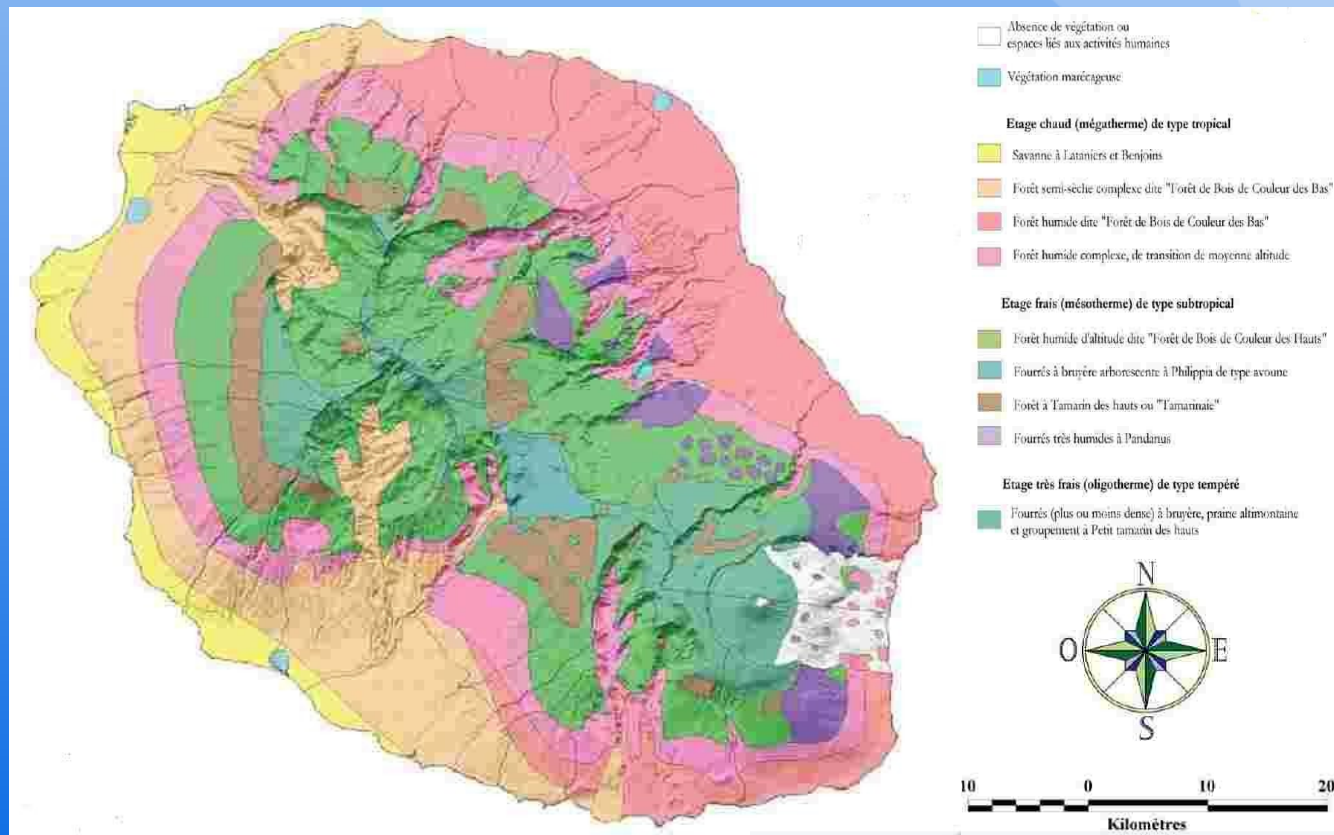 Absence de végétation ou
espaces liés aux activités humaines
Végétation marécageuse
Etage chaud (mégatherme) de type tropical
Savanne à Lataniers et Benjoins
Forêt semi-sèche complexe dite "Forêt de Bois de Couleur des Bas"
Forêt humide dite "Forêt de Bois de Couleur des Bas"
Forêt humide complexe, de transition de moyenne altitude
Etage frais (mésotherme) de type subtropical
Forêt humide d'altitude dite "Forêt de Bois de Couleur des Hauts"
Fourrés à bruyère arborescente à Philippia de type avoune
Forêt à Tamarin des hauts ou "Tamarinaie"
Fourrés très humides à Pandanus
Etage très frais (oligotherme) de type tempéré
Fourrés (plus ou moins dense) à bruyère, prairie altimontaine
et groupement à Petit tamarin des hauts
N
O E
S
10 0 10 20
Kilomètres